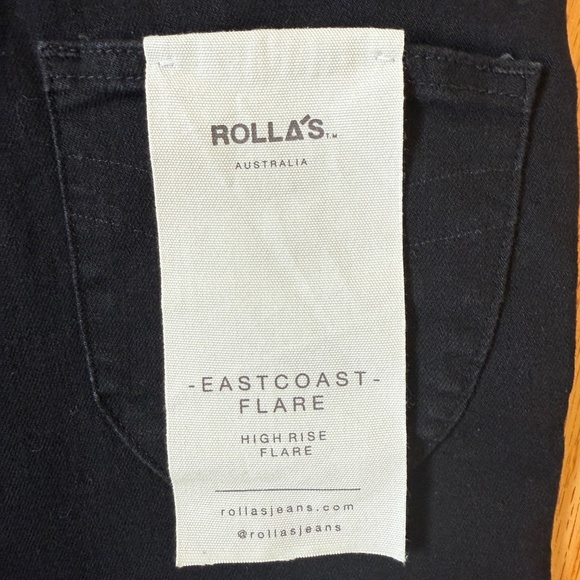 ROLLA'S™
AUSTRALIA
-EASTCOAST-
FLARE
HIGH RISE
FLARE
rollasjeans.com
@rollasjeans